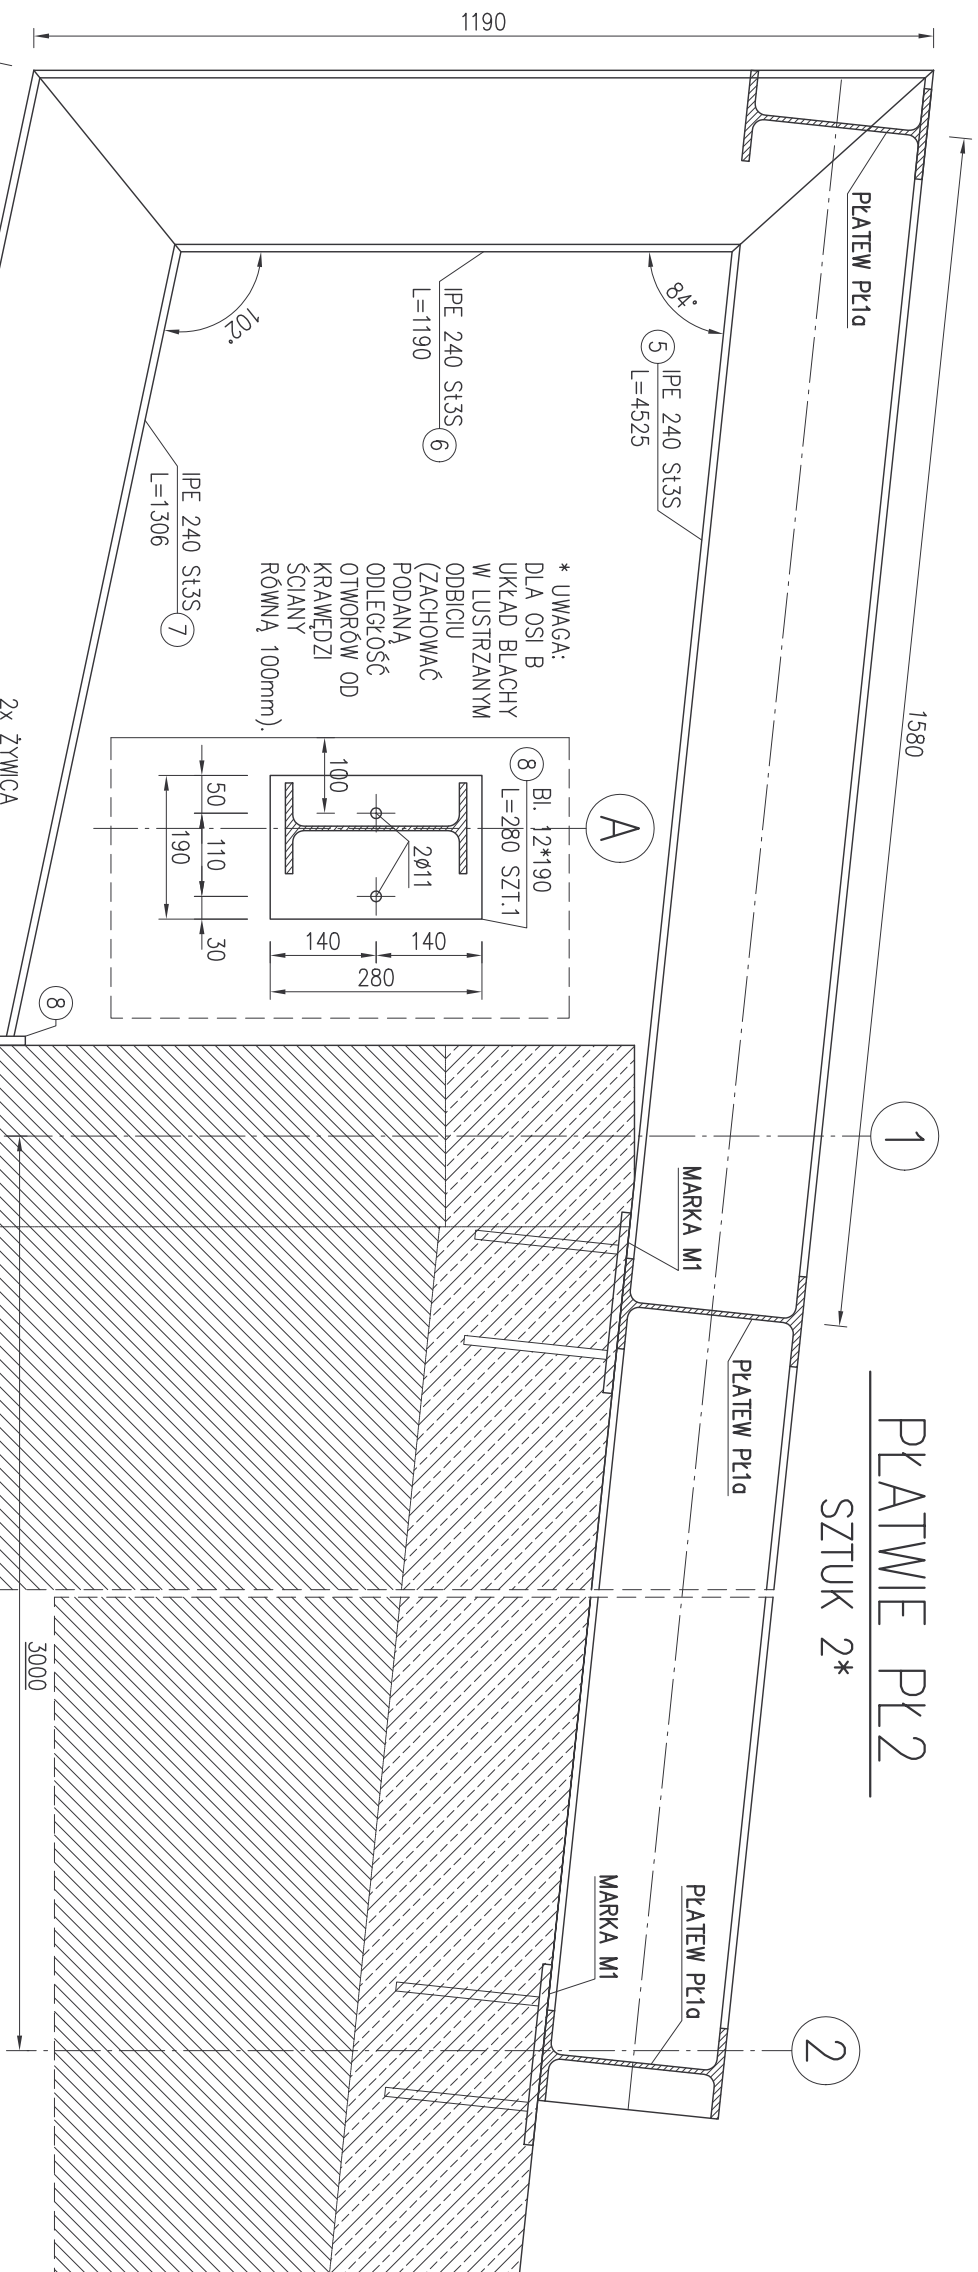 PŁATWIE PŁ2
SZTUK 2*
1190
1580
PŁATEW PŁ1a
84°
102°
5
IPE 240 St3S
L=4525
IPE 240 St3S
6
L=1190
IPE 240 St3S
7
L=1306
* UWAGA:
DLA OSI B
UKŁAD BLACHY
W LUSTRZANYM
ODBICIU
(ZACHOWAĆ
PODANĄ
ODLEGŁOŚĆ
OTWORÓW OD
KRAWĘDZI
ŚCIANY
RÓWNĄ 100mm).
8
Bl. 12*190
L=280 SZT.1
A
100
2ø11
50
110
30
190
140
140
280
8
2x ŻYWICA
1
MARKA M1
PŁATEW PŁ1a
MARKA M1
PŁATEW PŁ1a
2
3000